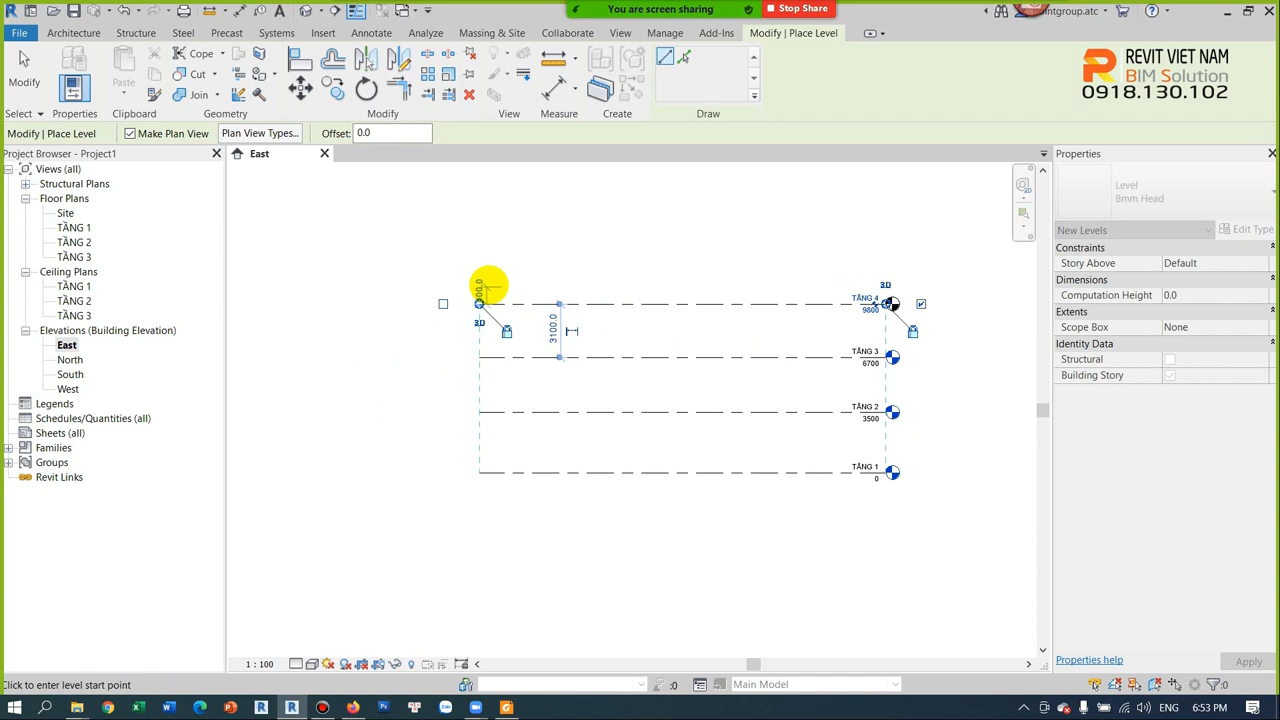 You are screen sharing
Stop Share
File
Architecture
Structure
Steel
Precast
Systems
Insert
Annotate
Analyze
Massing & Site
Collaborate
View
Manage
Add-Ins
Modify | Place Level
REVIT VIET NAM
BIM Solution
0918.130.102
Modify
Paste
Cope
Cut
Join
Select
Properties
Clipboard
Geometry
Modify
View
Measure
Create
Draw
Modify | Place Level
Make Plan View
Plan View Types...
Offset:
0.0
Project Browser - Project1
Views (all)
Structural Plans
Floor Plans
Site
TẦNG 1
TẦNG 2
TẦNG 3
Ceiling Plans
TẦNG 1
TẦNG 2
TẦNG 3
Elevations (Building Elevation)
East
North
South
West
Legends
Schedules/Quantities (all)
Sheets (all)
Families
Groups
Revit Links
East
3D
TẦNG 4
9800
3D
3100.0
TẦNG 3
6700
TẦNG 2
3500
TẦNG 1
0
Properties
Level
8mm Head
New Levels
Edit Type
Constraints
Story Above
Default
Dimensions
Computation Height
0.0
Extents
Scope Box
None
Identity Data
Structural
Building Story
Properties help
Apply
1 : 100
Click to enter level start point
:0
Main Model
:0
ENG
6:53 PM